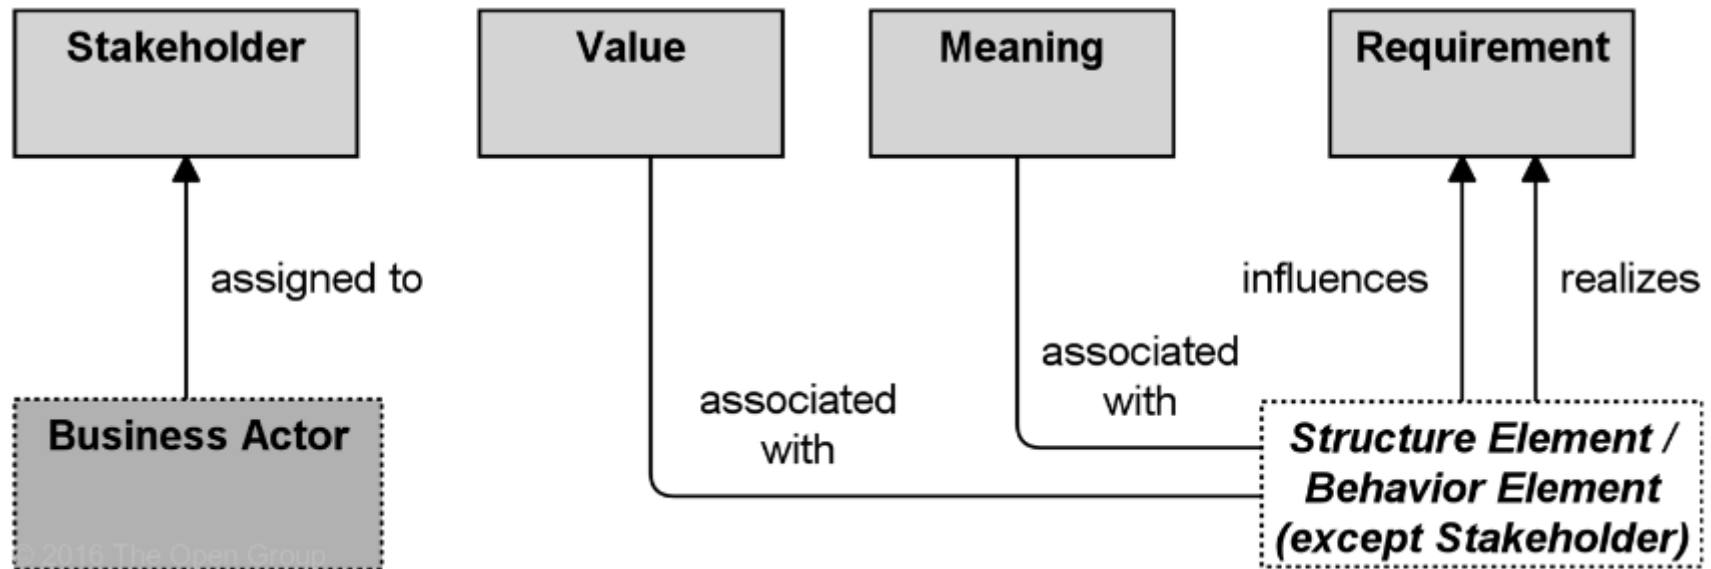 Stakeholder
Value
Meaning
Requirement
assigned to
influences
realizes
associated
with
associated
with
Business Actor
Structure Element /
Behavior Element
(except Stakeholder)
© 2016 The Open Group